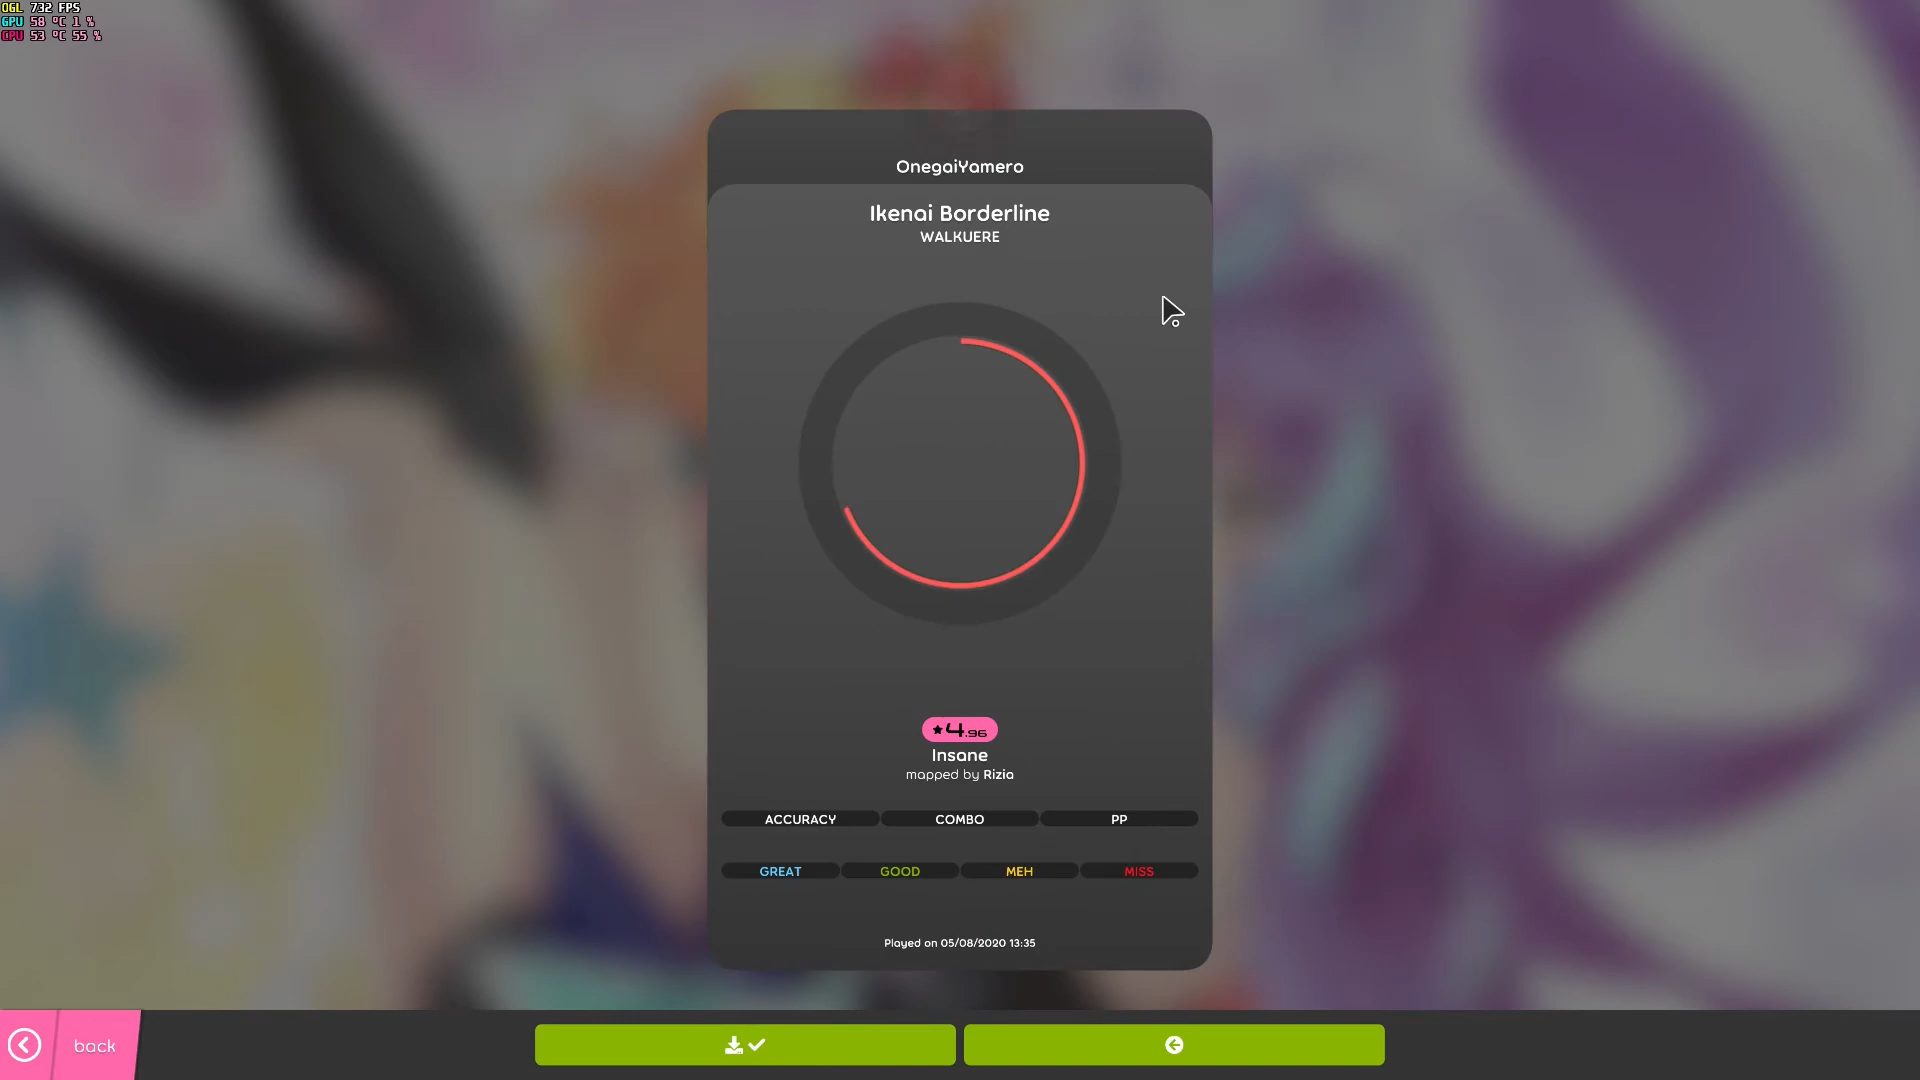 OGL 732 FPS
GPU 58 °C 1 %
CPU 53 °C 55 %
OnegaiYamero
Ikenai Borderline
WALKUERE
4.96
Insane
mapped by Rizia
ACCURACY COMBO PP
GREAT GOOD MEH MISS
Played on 05/08/2020 13:35
back